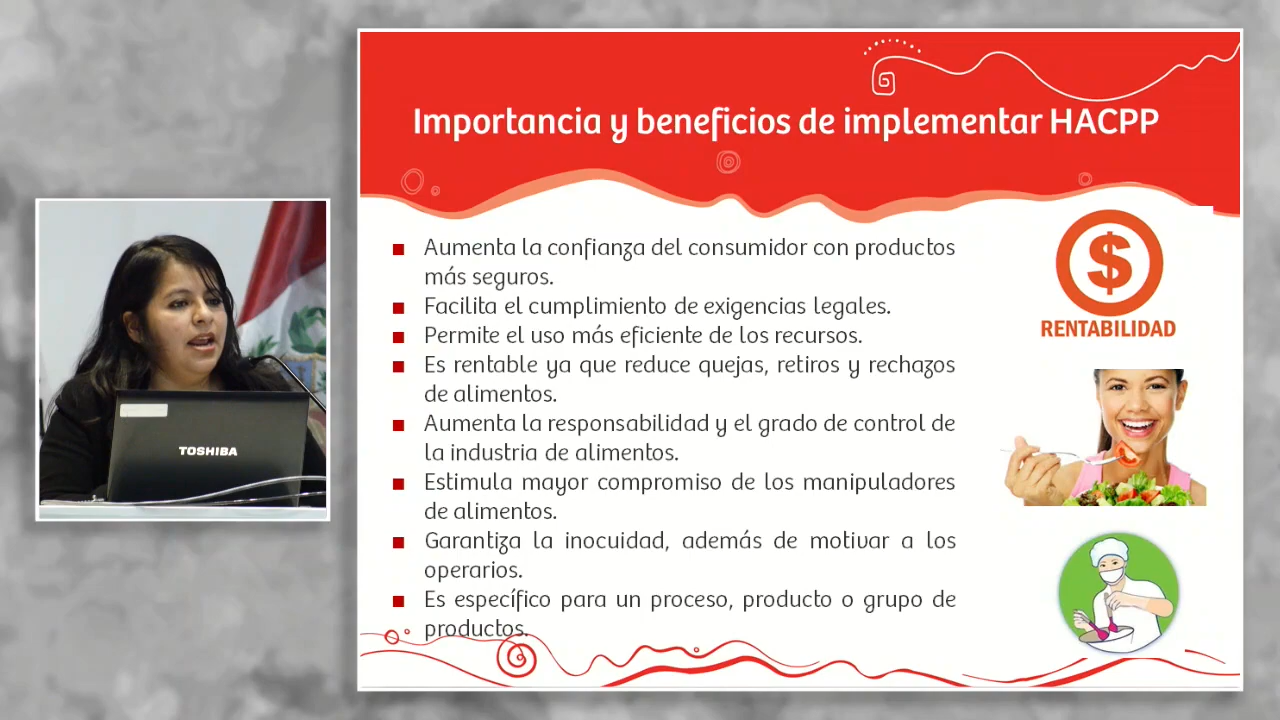 Importancia y beneficios de implementar HACPP
Aumenta la confianza del consumidor con productos
más seguros.
Facilita el cumplimiento de exigencias legales.
Permite el uso más eficiente de los recursos.
Es rentable ya que reduce quejas, retiros y rechazos
de alimentos.
Aumenta la responsabilidad y el grado de control de
la industria de alimentos.
Estimula mayor compromiso de los manipuladores
de alimentos.
Garantiza la inocuidad, además de motivar a los
operarios.
Es específico para un proceso, producto o grupo de
productos.
$
RENTABILIDAD
TOSHIBA